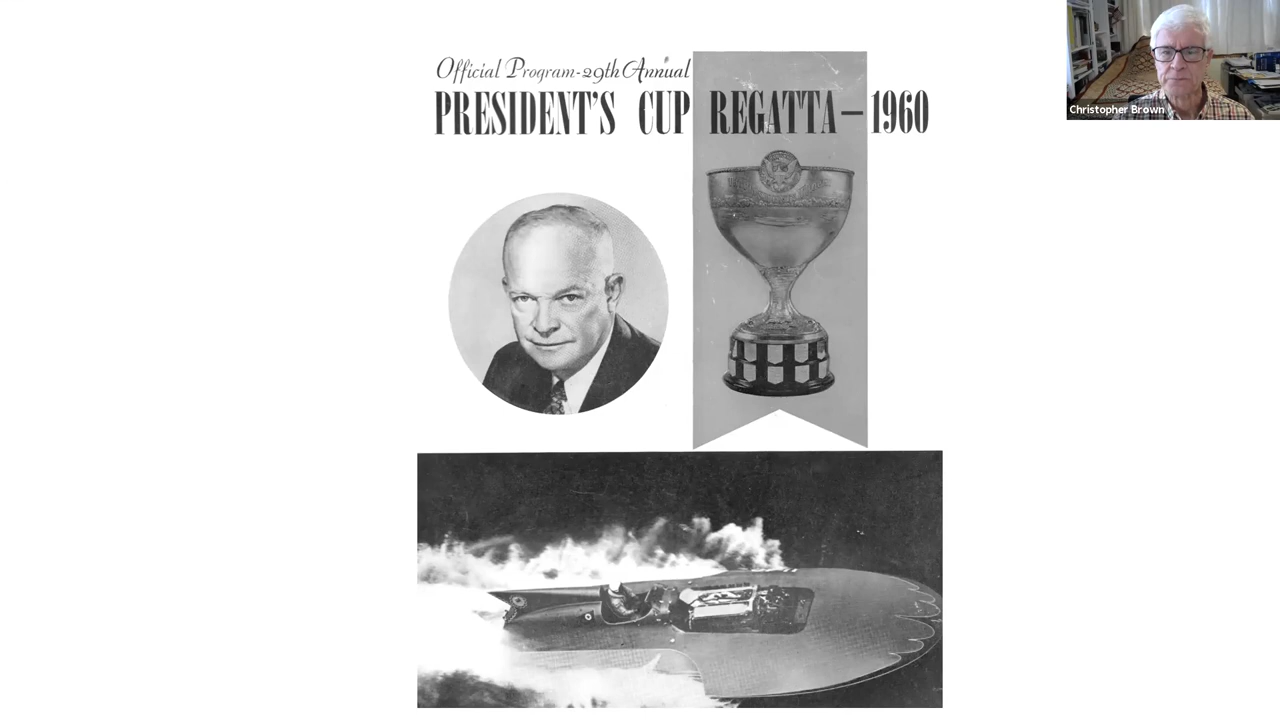 Official Program-29th Annual
PRESIDENT'S CUP REGATTA—1960
Christopher Brown